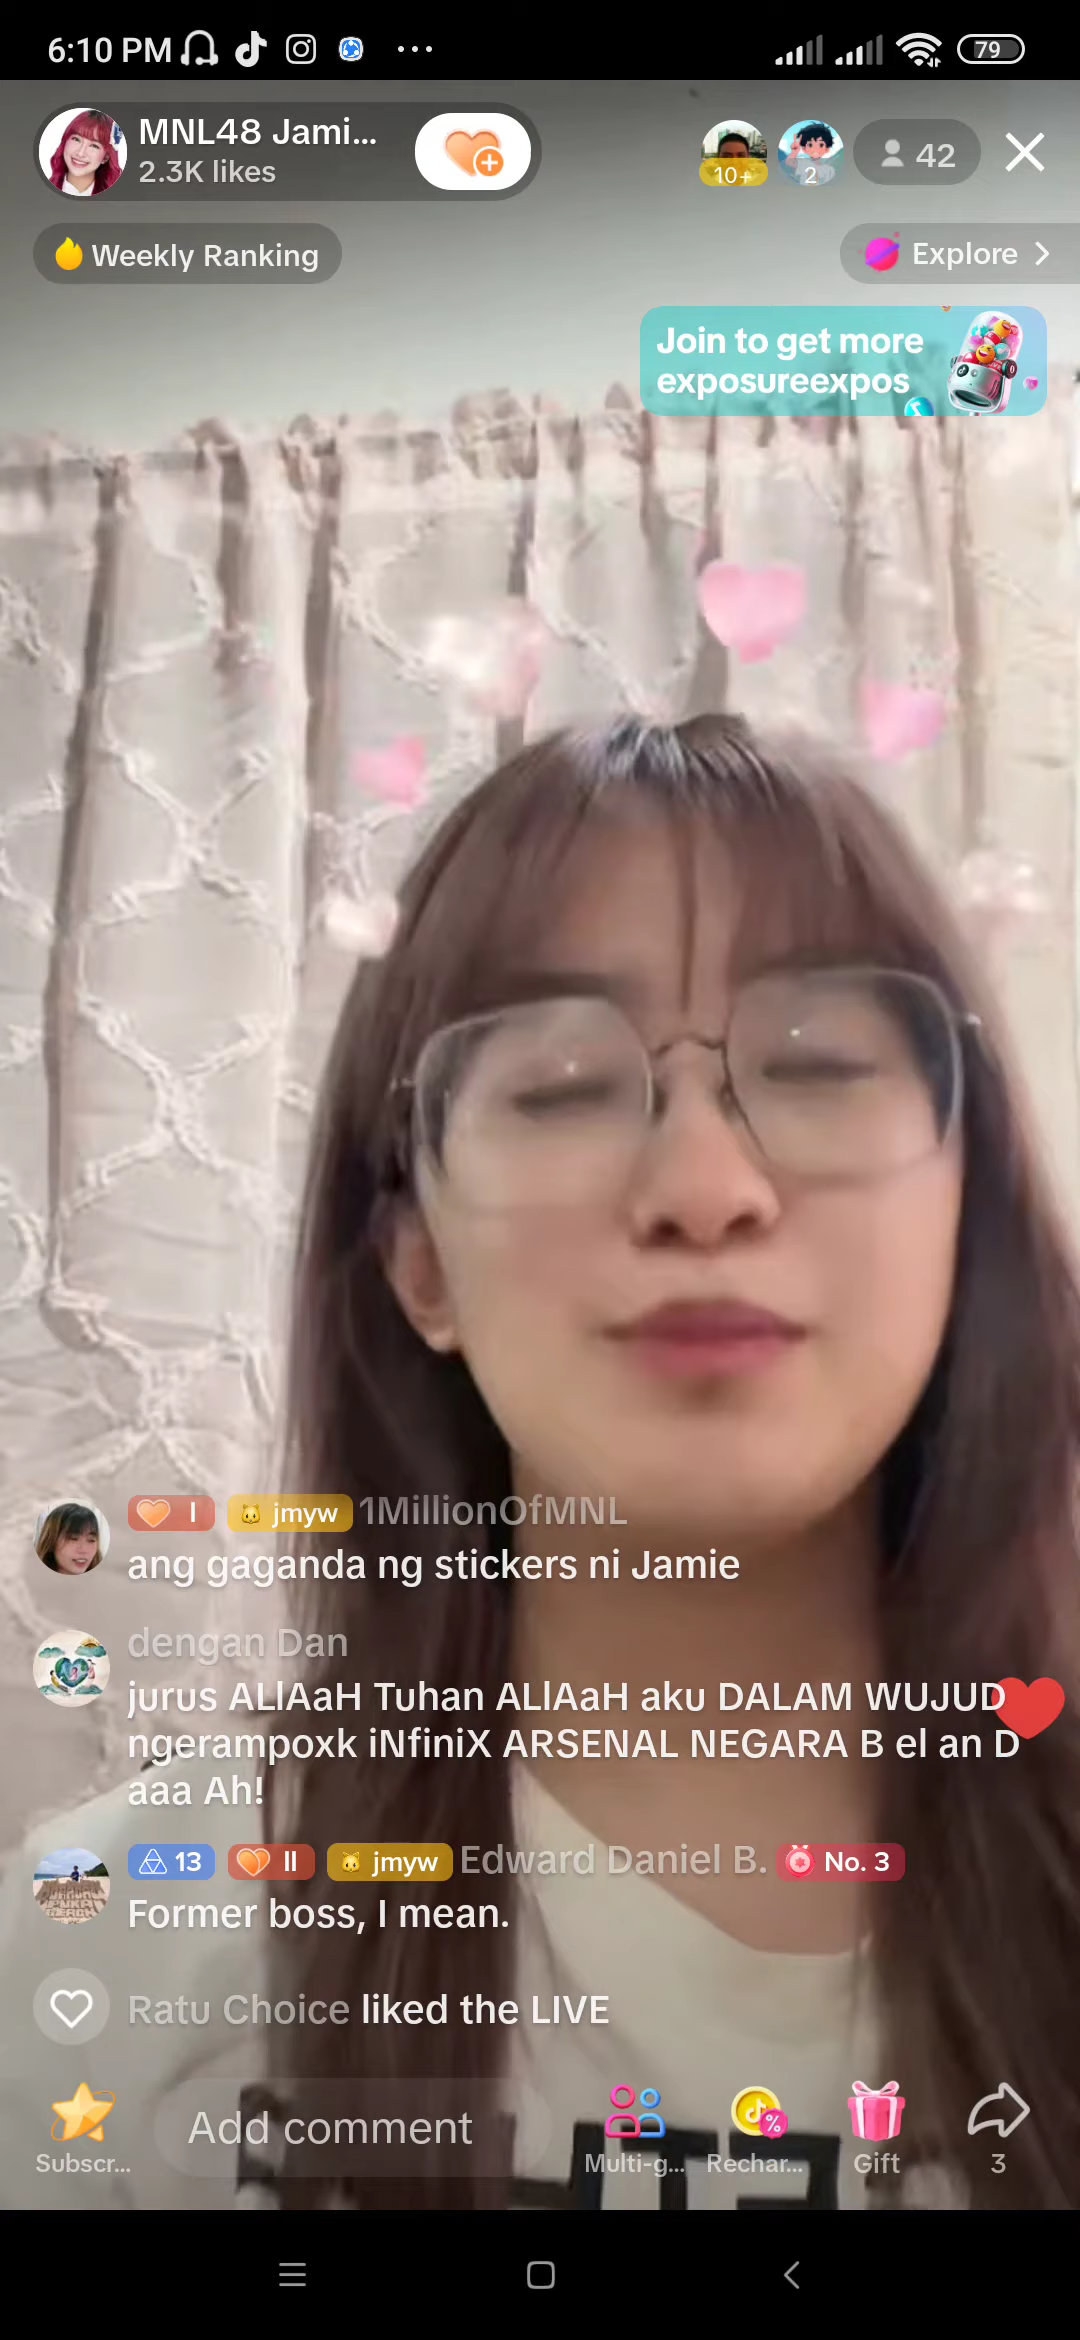 6:10 PM
79
MNL48 Jami...
2.3K likes
10+
2
42
Weekly Ranking
Explore
Join to get more
exposureexpos
I jmyw 1MillionOfMNL
ang gaganda ng stickers ni Jamie
dengan Dan
jurus ALlAaH Tuhan ALlAaH aku DALAM WUJUD
ngerampoxk iNfiniX ARSENAL NEGARA B el an D
aaa Ah!
13 II jmyw Edward Daniel B. No. 3
Former boss, I mean.
Ratu Choice liked the LIVE
Add comment
Subscr... Multi-g... Rechar... Gift 3